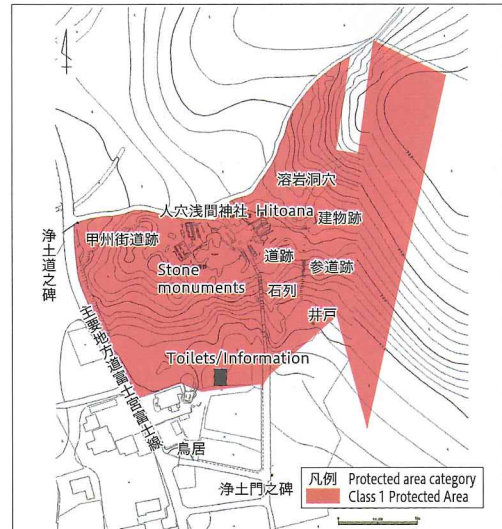 溶岩洞穴
人穴浅間神社 Hitoana
建物跡
甲州街道跡
道跡
参道跡
Stone
monuments
石列
井戸
浄土道之碑
主要地方道富士宮富士線
Toilets/Information
鳥居
浄土門之碑
凡例 Protected area category
Class 1 Protected Area